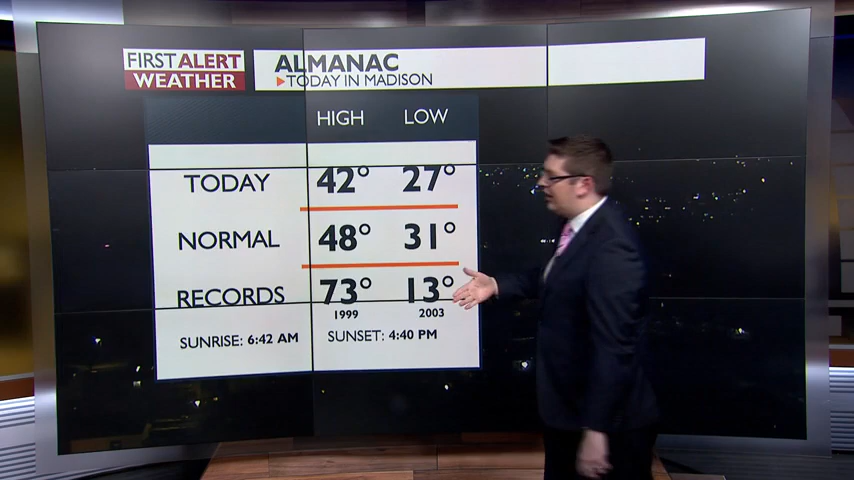 FIRST ALERT
WEATHER
ALMANAC
TODAY IN MADISON
HIGH LOW
TODAY 42° 27°
NORMAL 48° 31°
RECORDS 73° 13°
1999 2003
SUNRISE: 6:42 AM SUNSET: 4:40 PM